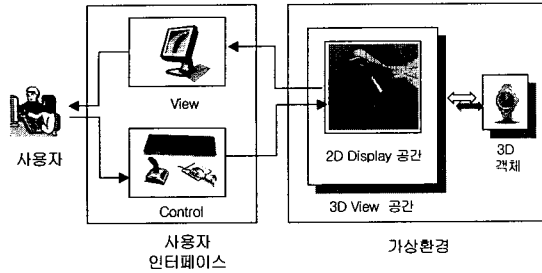 View
사용자
Control
사용자
인터페이스
2D Display 공간
3D View 공간
3D
객체
가상환경